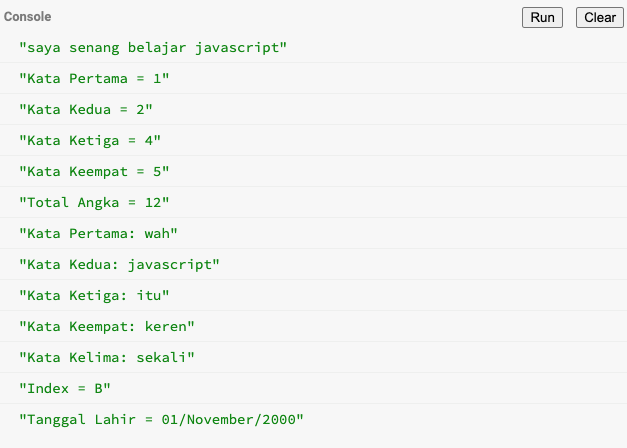 Console
Run
Clear
"saya senang belajar javascript"
"Kata Pertama = 1"
"Kata Kedua = 2"
"Kata Ketiga = 4"
"Kata Keempat = 5"
"Total Angka = 12"
"Kata Pertama: wah"
"Kata Kedua: javascript"
"Kata Ketiga: itu"
"Kata Keempat: keren"
"Kata Kelima: sekali"
"Index = B"
"Tanggal Lahir = 01/November/2000"